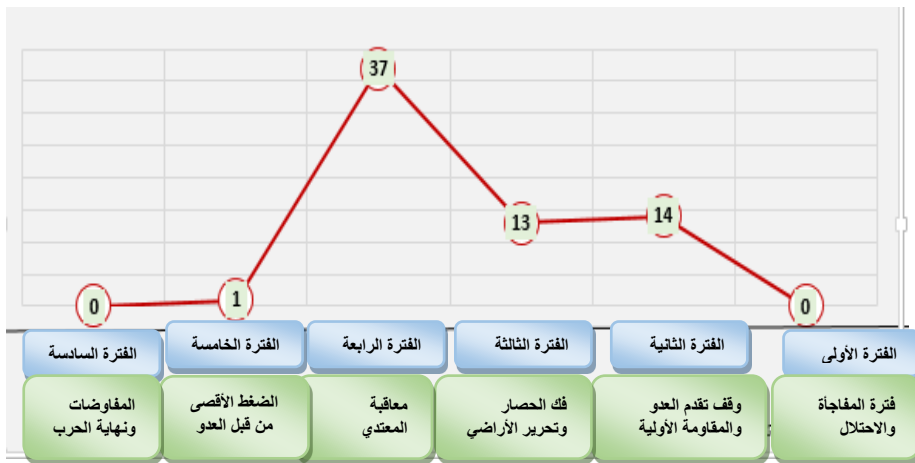 37
14
13
1
0
0
الفترة الأولى
الفترة الثانية
الفترة الثالثة
الفترة الرابعة
الفترة الخامسة
الفترة السادسة
فترة المفاجأة
والاحتلال
وقف تقدم العدو
والمقاومة الأولية
فك الحصار
وتحرير الأراضي
معاقبة
المعتدي
الضغط الأقصى
من قبل العدو
المفاوضات
ونهاية الحرب